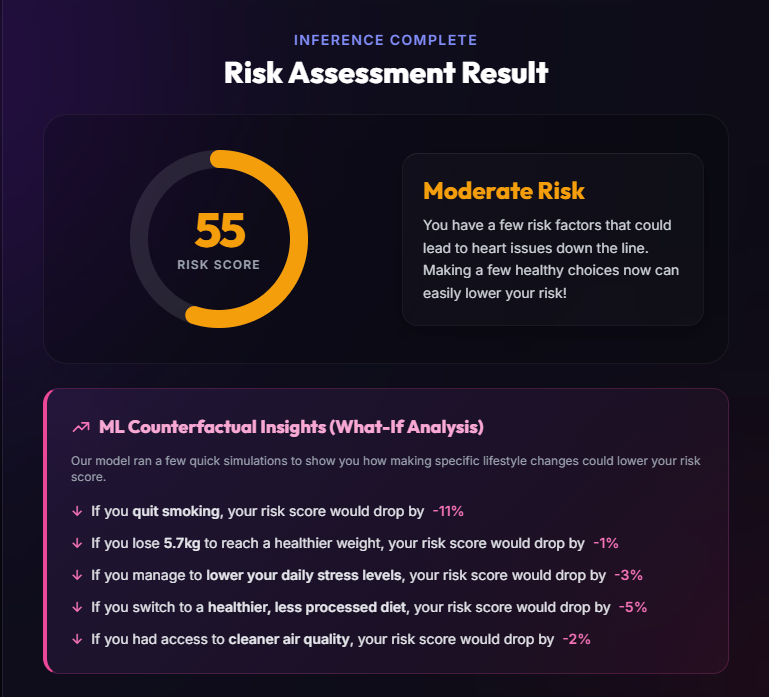 INFERENCE COMPLETE
Risk Assessment Result
55
RISK SCORE
Moderate Risk
You have a few risk factors that could
lead to heart issues down the line.
Making a few healthy choices now can
easily lower your risk!
ML Counterfactual Insights (What-If Analysis)
Our model ran a few quick simulations to show you how making specific lifestyle changes could lower your risk
score.
↓ If you quit smoking, your risk score would drop by -11%
↓ If you lose 5.7kg to reach a healthier weight, your risk score would drop by -1%
↓ If you manage to lower your daily stress levels, your risk score would drop by -3%
↓ If you switch to a healthier, less processed diet, your risk score would drop by -5%
↓ If you had access to cleaner air quality, your risk score would drop by -2%